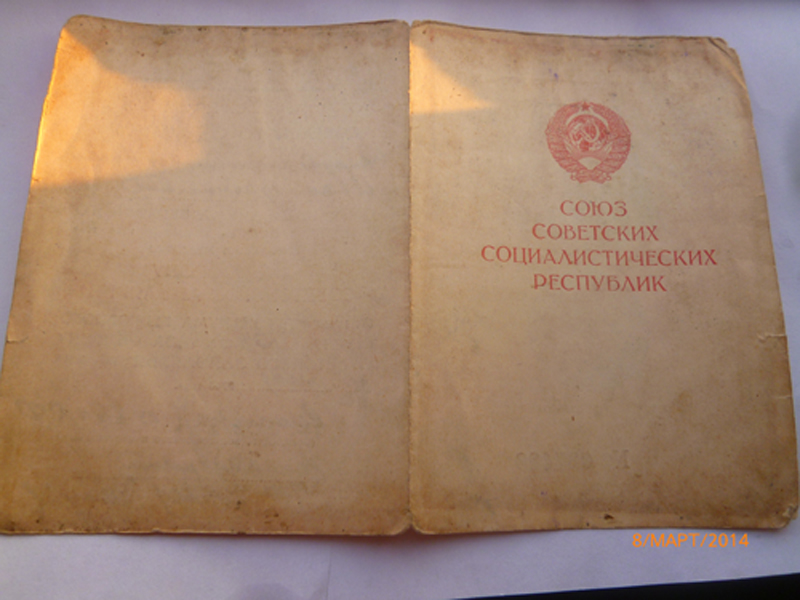 СОЮЗ
СОВЕТСКИХ
СОЦИАЛИСТИЧЕСКИХ
РЕСПУБЛИК
8/МАРТ/2014